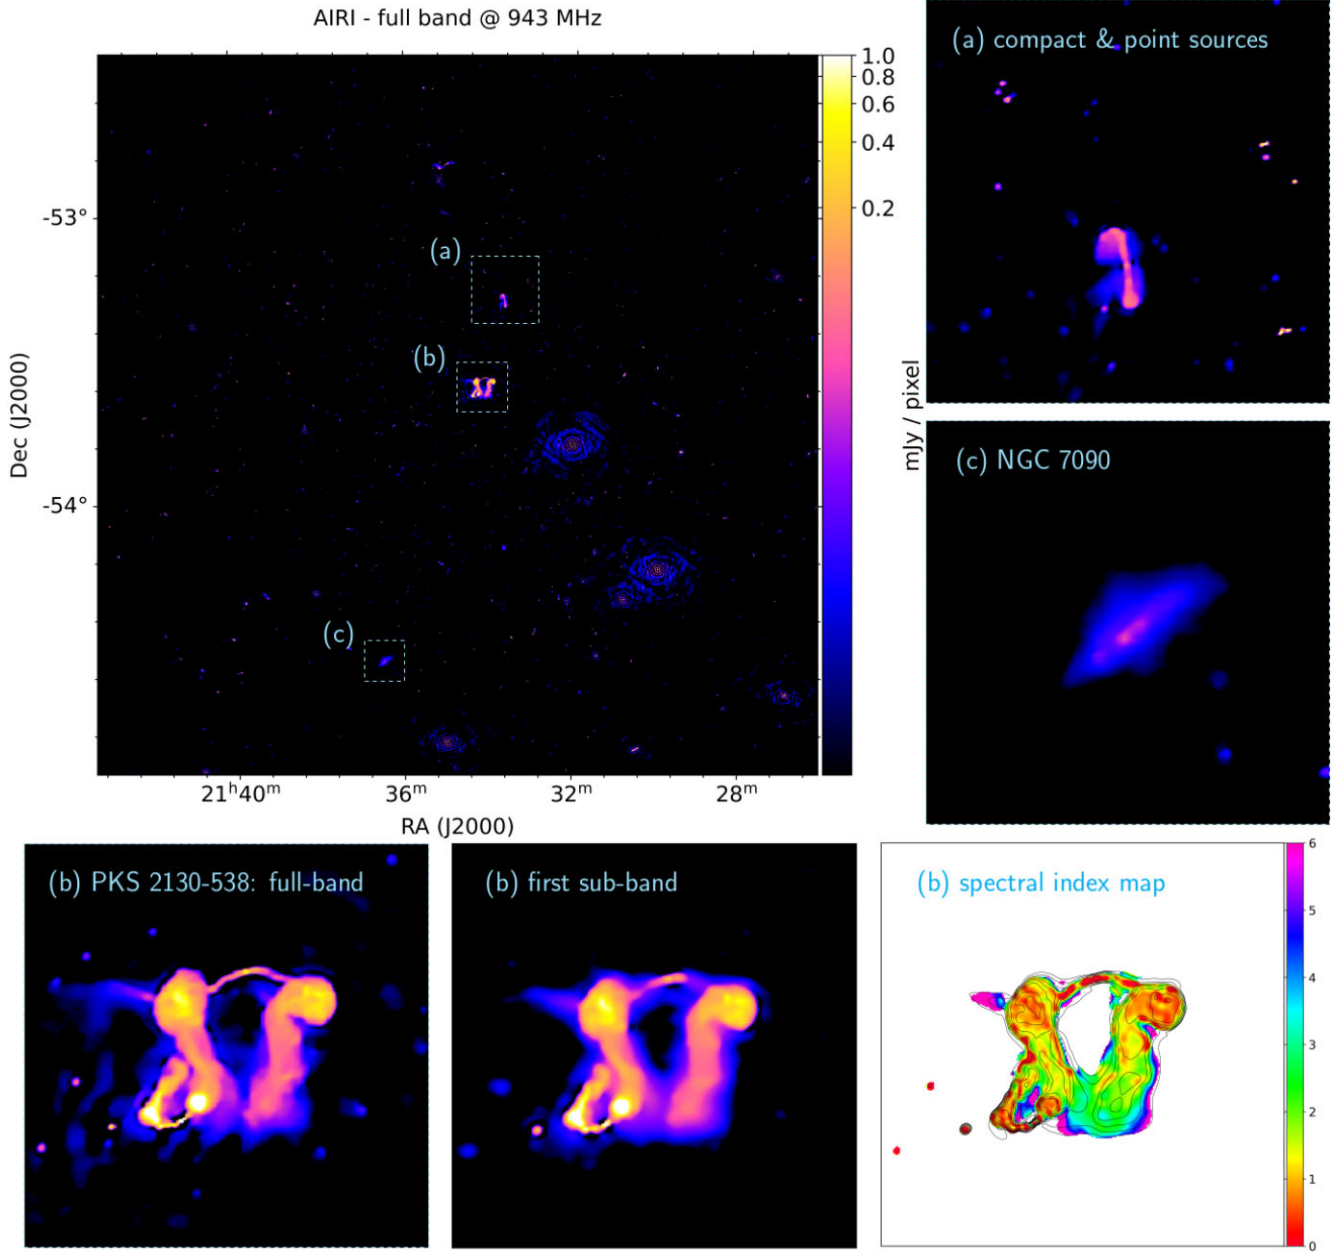 AIRI - full band @ 943 MHz
(a) compact & point sources
1.0
0.8
0.6
0.4
0.2
-53°
-54°
Dec (J2000)
(a)
(b)
(c)
mJy / pixel
(c) NGC 7090
21ʰ40ᵐ
36ᵐ
32ᵐ
28ᵐ
RA (J2000)
(b) PKS 2130-538: full-band
(b) first sub-band
(b) spectral index map
6
5
4
3
2
1
0